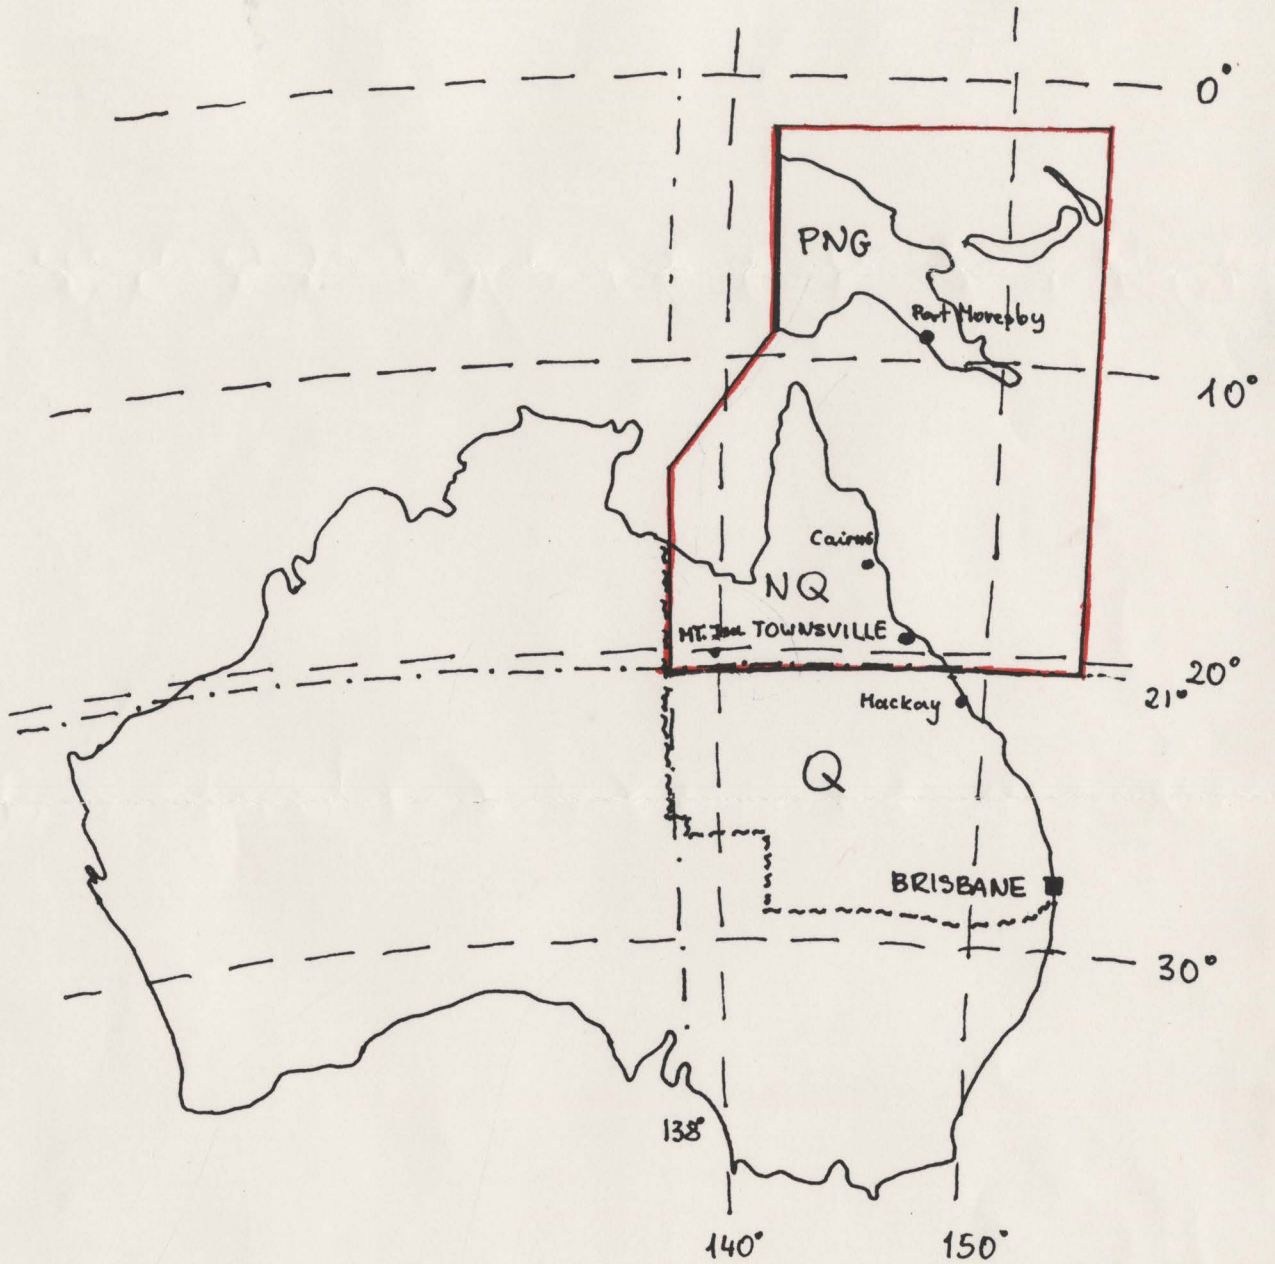 0°
PNG
Port Moresby
10°
Cairns
NQ
MT. Isa TOWNSVILLE
20°
21°
Mackay
Q
BRISBANE
30°
138°
140° 150°